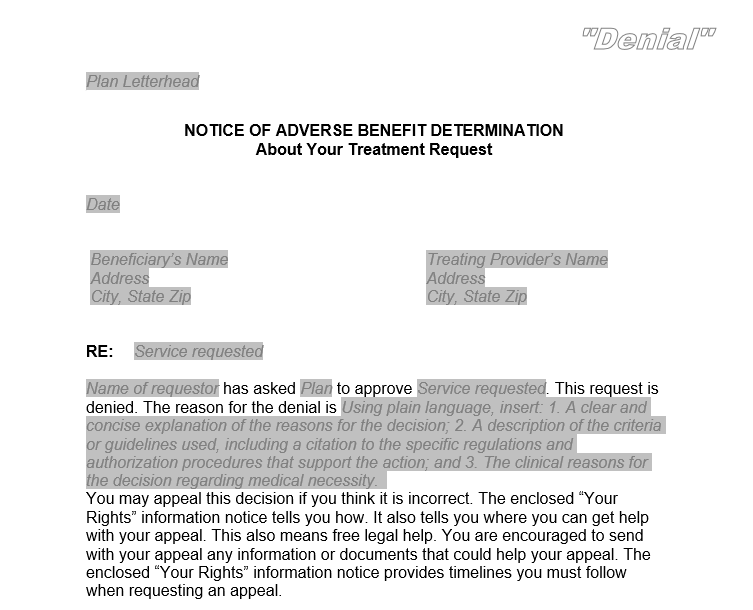 "Denial"
Plan Letterhead
NOTICE OF ADVERSE BENEFIT DETERMINATION
About Your Treatment Request
Date
Beneficiary’s Name
Address
City, State Zip
Treating Provider’s Name
Address
City, State Zip
RE: Service requested
Name of requestor has asked Plan to approve Service requested. This request is
denied. The reason for the denial is Using plain language, insert: 1. A clear and
concise explanation of the reasons for the decision; 2. A description of the criteria
or guidelines used, including a citation to the specific regulations and
authorization procedures that support the action; and 3. The clinical reasons for
the decision regarding medical necessity.
You may appeal this decision if you think it is incorrect. The enclosed “Your
Rights” information notice tells you how. It also tells you where you can get help
with your appeal. This also means free legal help. You are encouraged to send
with your appeal any information or documents that could help your appeal. The
enclosed “Your Rights” information notice provides timelines you must follow
when requesting an appeal.